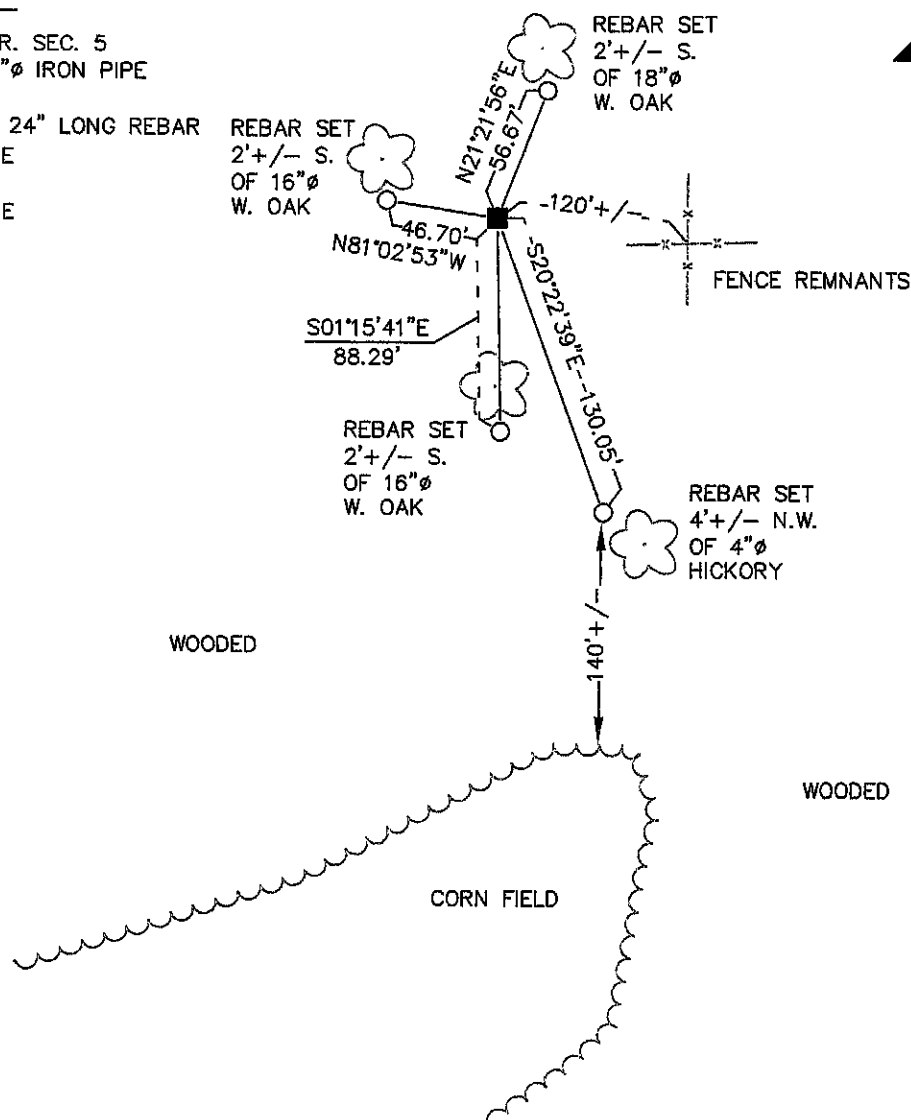 R. SEC. 5
"ø IRON PIPE
24" LONG REBAR
E
E
REBAR SET
2'+/- S.
OF 18"ø
W. OAK
REBAR SET
2'+/- S.
OF 16"ø
W. OAK
N21°21'56"E
56.67'
46.70'
N81°02'53"W
-120'+/-
FENCE REMNANTS
S01°15'41"E
88.29'
-S20°22'39"E--130.05'
REBAR SET
2'+/- S.
OF 16"ø
W. OAK
REBAR SET
4'+/- N.W.
OF 4"ø
HICKORY
140'+/-
WOODED
WOODED
CORN FIELD